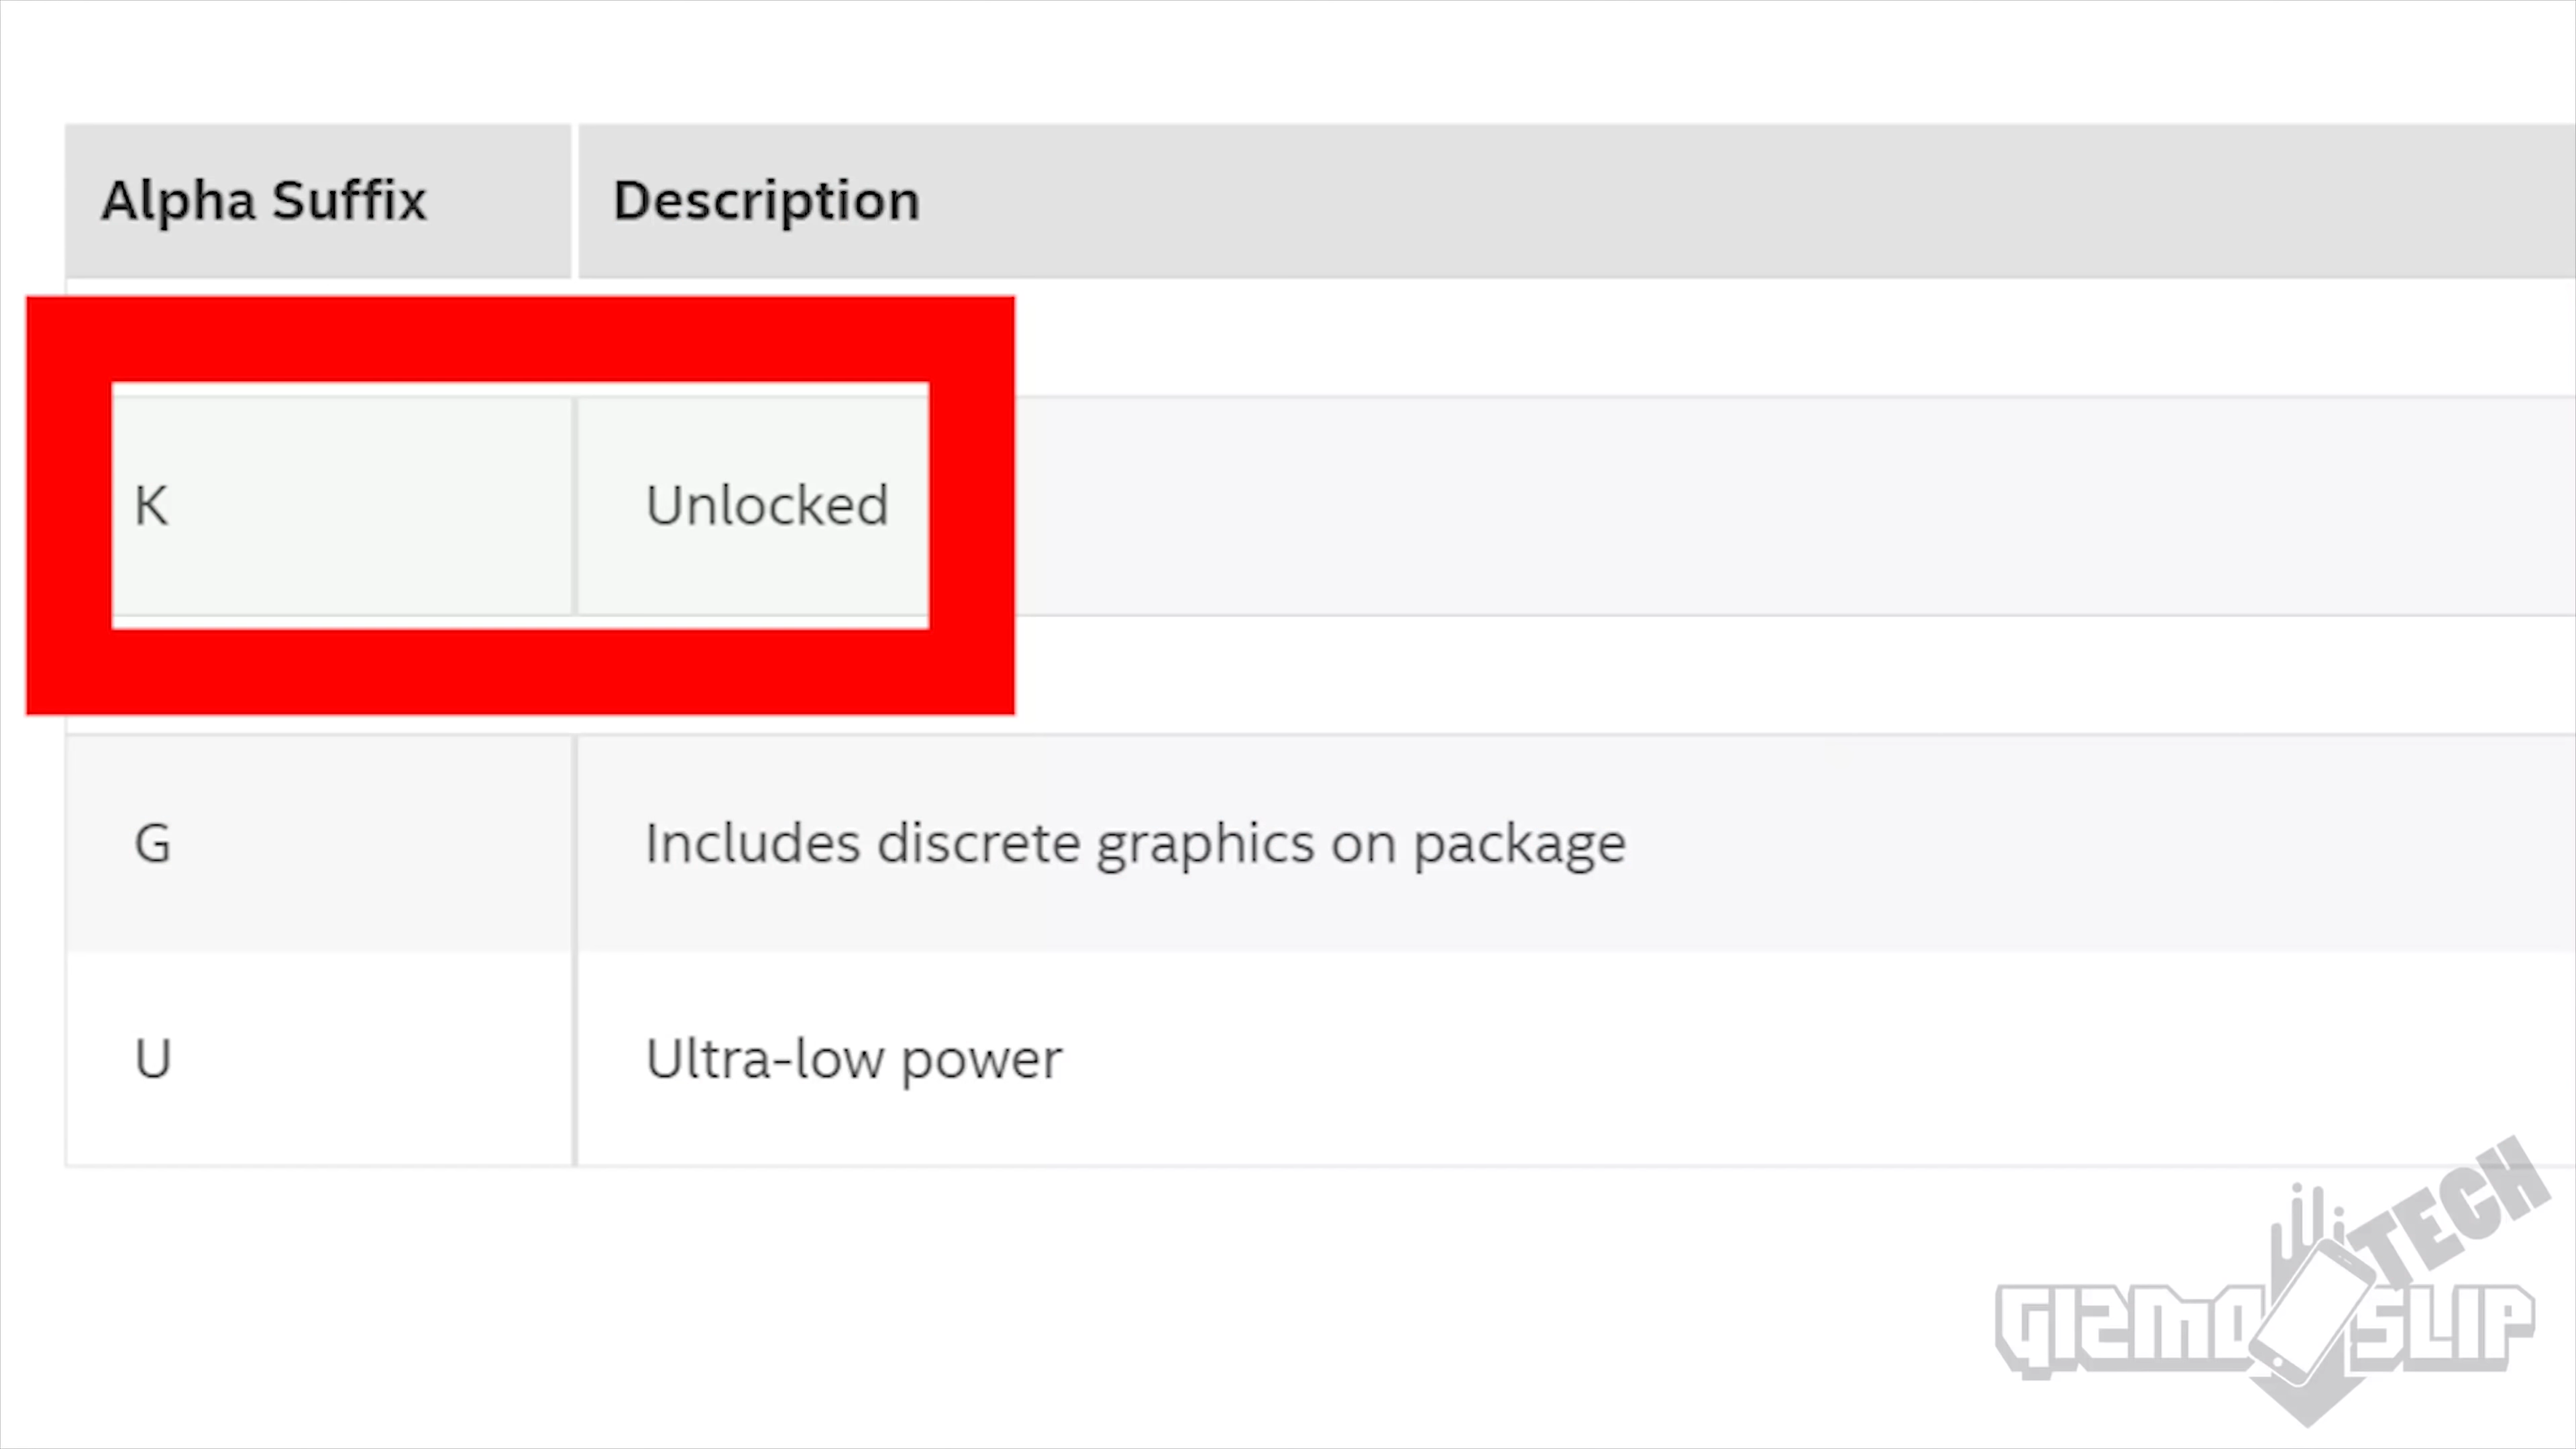 Alpha Suffix Description
K Unlocked
G Includes discrete graphics on package
U Ultra-low power
TECH
GIZMO SLIP